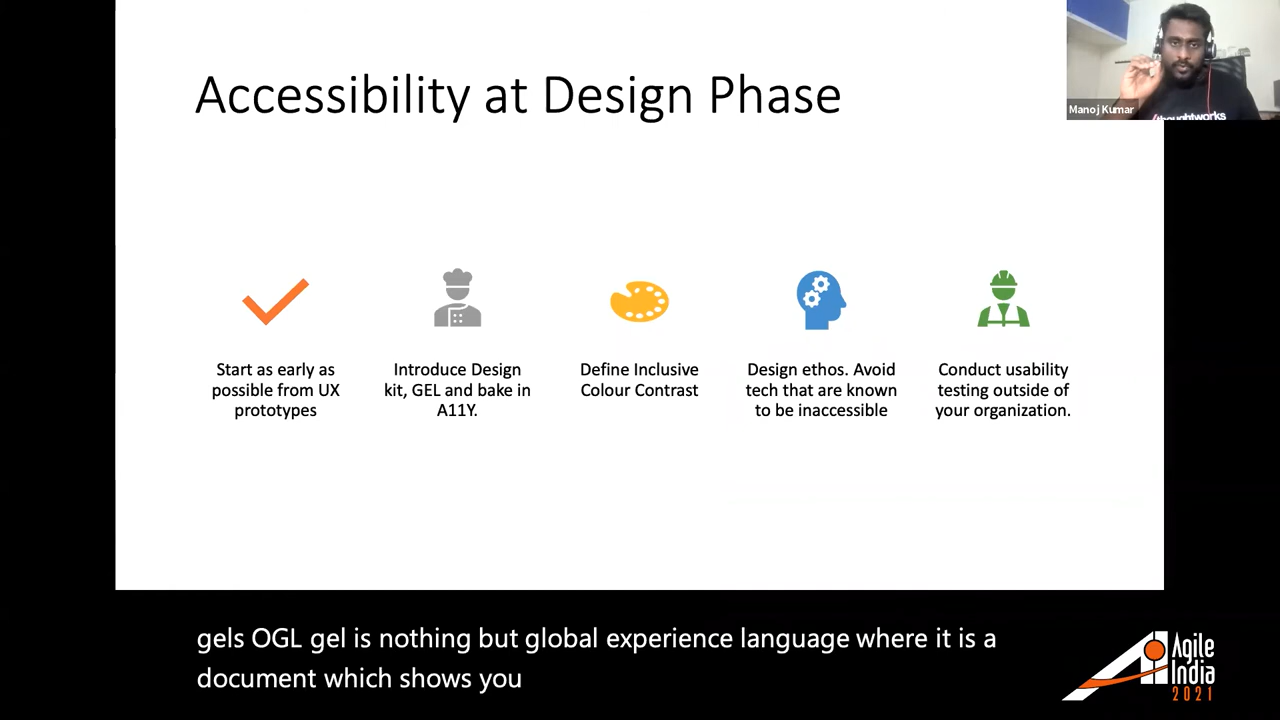 Accessibility at Design Phase
Manoj Kumar
thoughtworks
Start as early as
possible from UX
prototypes
Introduce Design
kit, GEL and bake in
A11Y.
Define Inclusive
Colour Contrast
Design ethos. Avoid
tech that are known
to be inaccessible
Conduct usability
testing outside of
your organization.
gels OGL gel is nothing but global experience language where it is a
document which shows you
Agile
India
2021